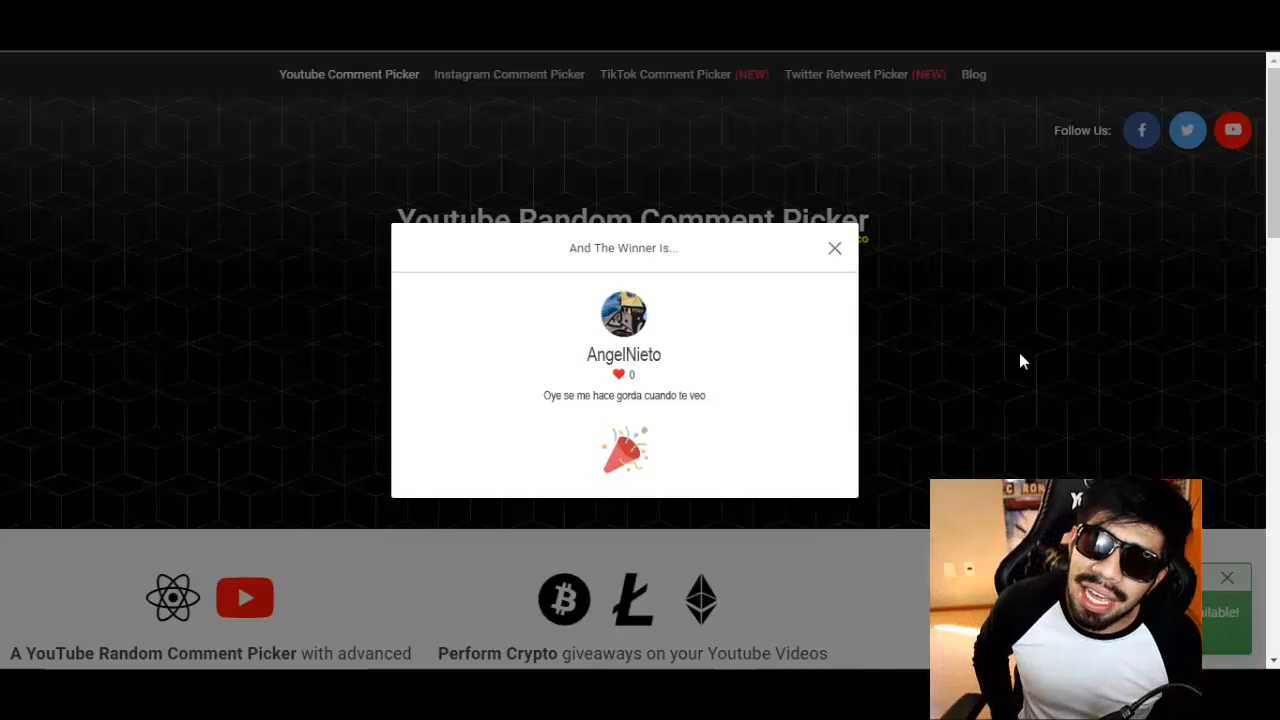 Youtube Comment Picker Instagram Comment Picker TikTok Comment Picker (NEW) Twitter Retweet Picker (NEW) Blog
Follow Us:
Youtube Random Comment Picker
co
And The Winner Is...
AngelNieto
0
Oye se me hace gorda cuando te veo
A YouTube Random Comment Picker with advanced
Perform Crypto giveaways on your Youtube Videos
ilable!